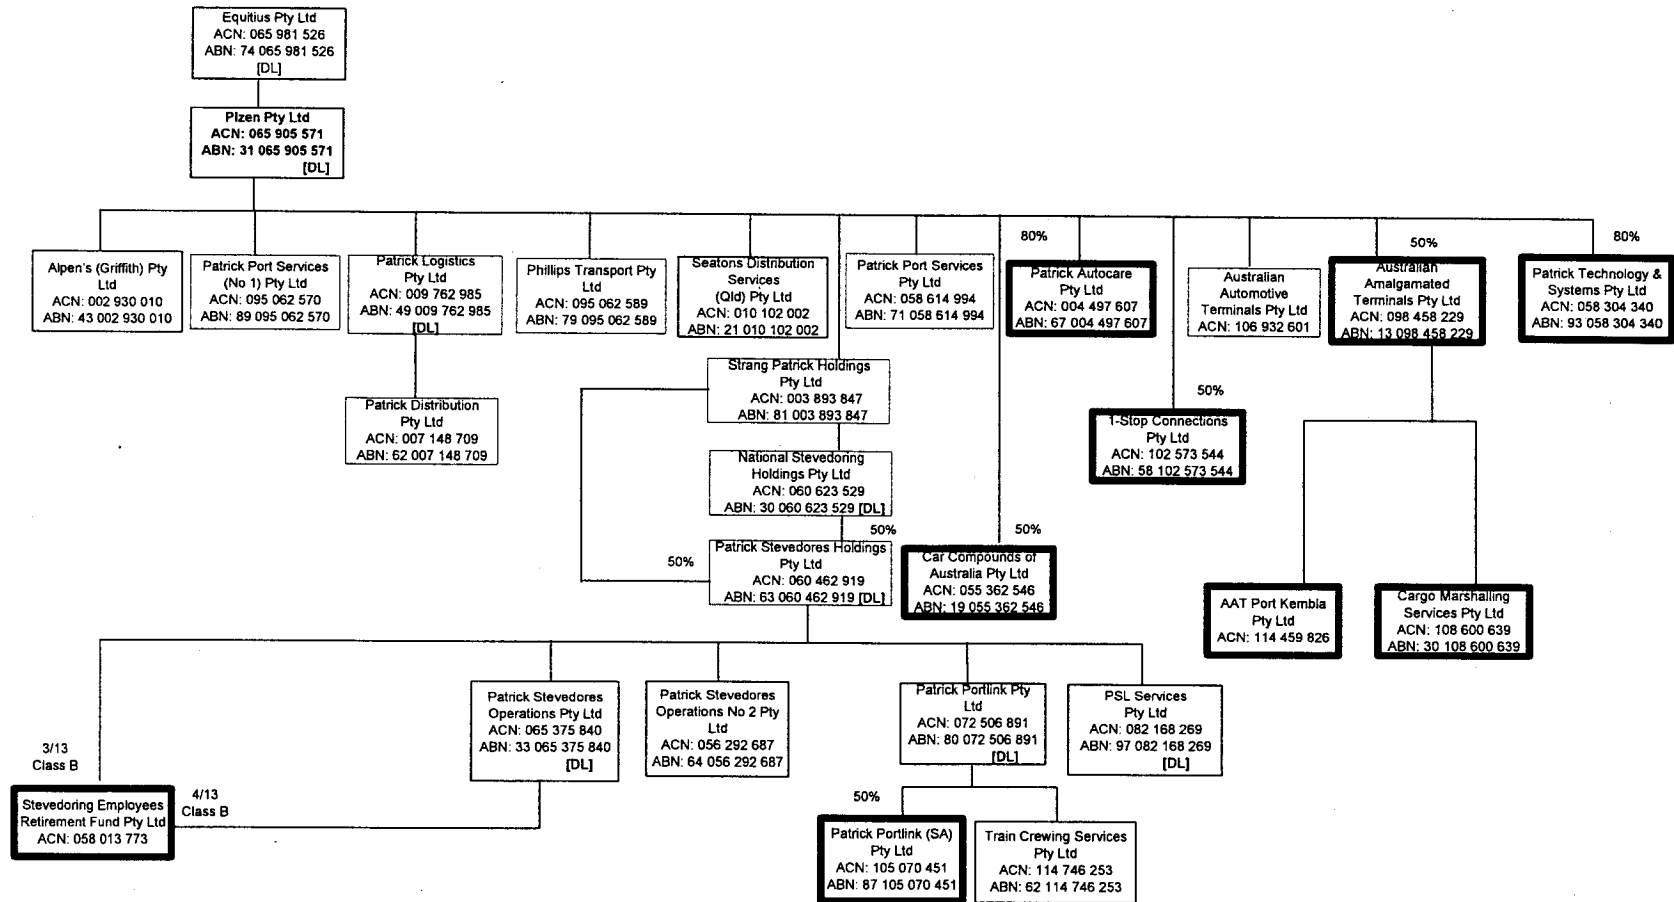 Equitius Pty Ltd
ACN: 065 981 526
ABN: 74 065 981 526
[DL]
Plzen Pty Ltd
ACN: 065 905 571
ABN: 31 065 905 571
[DL]
Alpen's (Griffith) Pty
Ltd
ACN: 002 930 010
ABN: 43 002 930 010
Patrick Port Services
(No 1) Pty Ltd
ACN: 095 062 570
ABN: 89 095 062 570
Patrick Logistics
Pty Ltd
ACN: 009 762 985
ABN: 49 009 762 985
[DL]
Phillips Transport Pty
Ltd
ACN: 095 062 589
ABN: 79 095 062 589
Seatons Distribution
Services
(Qld) Pty Ltd
ACN: 010 102 002
ABN: 21 010 102 002
Patrick Port Services
Pty Ltd
ACN: 058 614 994
ABN: 71 058 614 994
80%
Patrick Autocare
Pty Ltd
ACN: 004 497 607
ABN: 67 004 497 607
Australian
Automotive
Terminals Pty Ltd
ACN: 106 932 601
50%
Australian
Amalgamated
Terminals Pty Ltd
ACN: 098 458 229
ABN: 13 098 458 229
80%
Patrick Technology &
Systems Pty Ltd
ACN: 058 304 340
ABN: 93 058 304 340
Patrick Distribution
Pty Ltd
ACN: 007 148 709
ABN: 62 007 148 709
Strang Patrick Holdings
Pty Ltd
ACN: 003 893 847
ABN: 81 003 893 847
National Stevedoring
Holdings Pty Ltd
ACN: 060 623 529
ABN: 30 060 623 529 [DL]
50%
50%
Patrick Stevedores Holdings
Pty Ltd
ACN: 060 462 919
ABN: 63 060 462 919 [DL]
50%
Car Compounds of
Australia Pty Ltd
ACN: 055 362 546
ABN: 19 055 362 546
50%
1-Stop Connections
Pty Ltd
ACN: 102 573 544
ABN: 58 102 573 544
AAT Port Kembla
Pty Ltd
ACN: 114 459 826
Cargo Marshalling
Services Pty Ltd
ACN: 108 600 639
ABN: 30 108 600 639
3/13
Class B
Stevedoring Employees
Retirement Fund Pty Ltd
ACN: 058 013 773
4/13
Class B
Patrick Stevedores
Operations Pty Ltd
ACN: 065 375 840
ABN: 33 065 375 840
[DL]
Patrick Stevedores
Operations No 2 Pty
Ltd
ACN: 056 292 687
ABN: 64 056 292 687
Patrick Portlink Pty
Ltd
ACN: 072 506 891
ABN: 80 072 506 891
[DL]
PSL Services
Pty Ltd
ACN: 082 168 269
ABN: 97 082 168 269
[DL]
50%
Patrick Portlink (SA)
Pty Ltd
ACN: 105 070 451
ABN: 87 105 070 451
Train Crewing Services
Pty Ltd
ACN: 114 746 253
ABN: 62 114 746 253